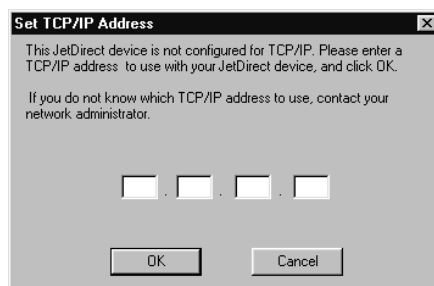 Set TCP/IP Address
This JetDirect device is not configured for TCP/IP. Please enter a
TCP/IP address to use with your JetDirect device, and click OK.
If you do not know which TCP/IP address to use, contact your
network administrator.
. . .
OK Cancel